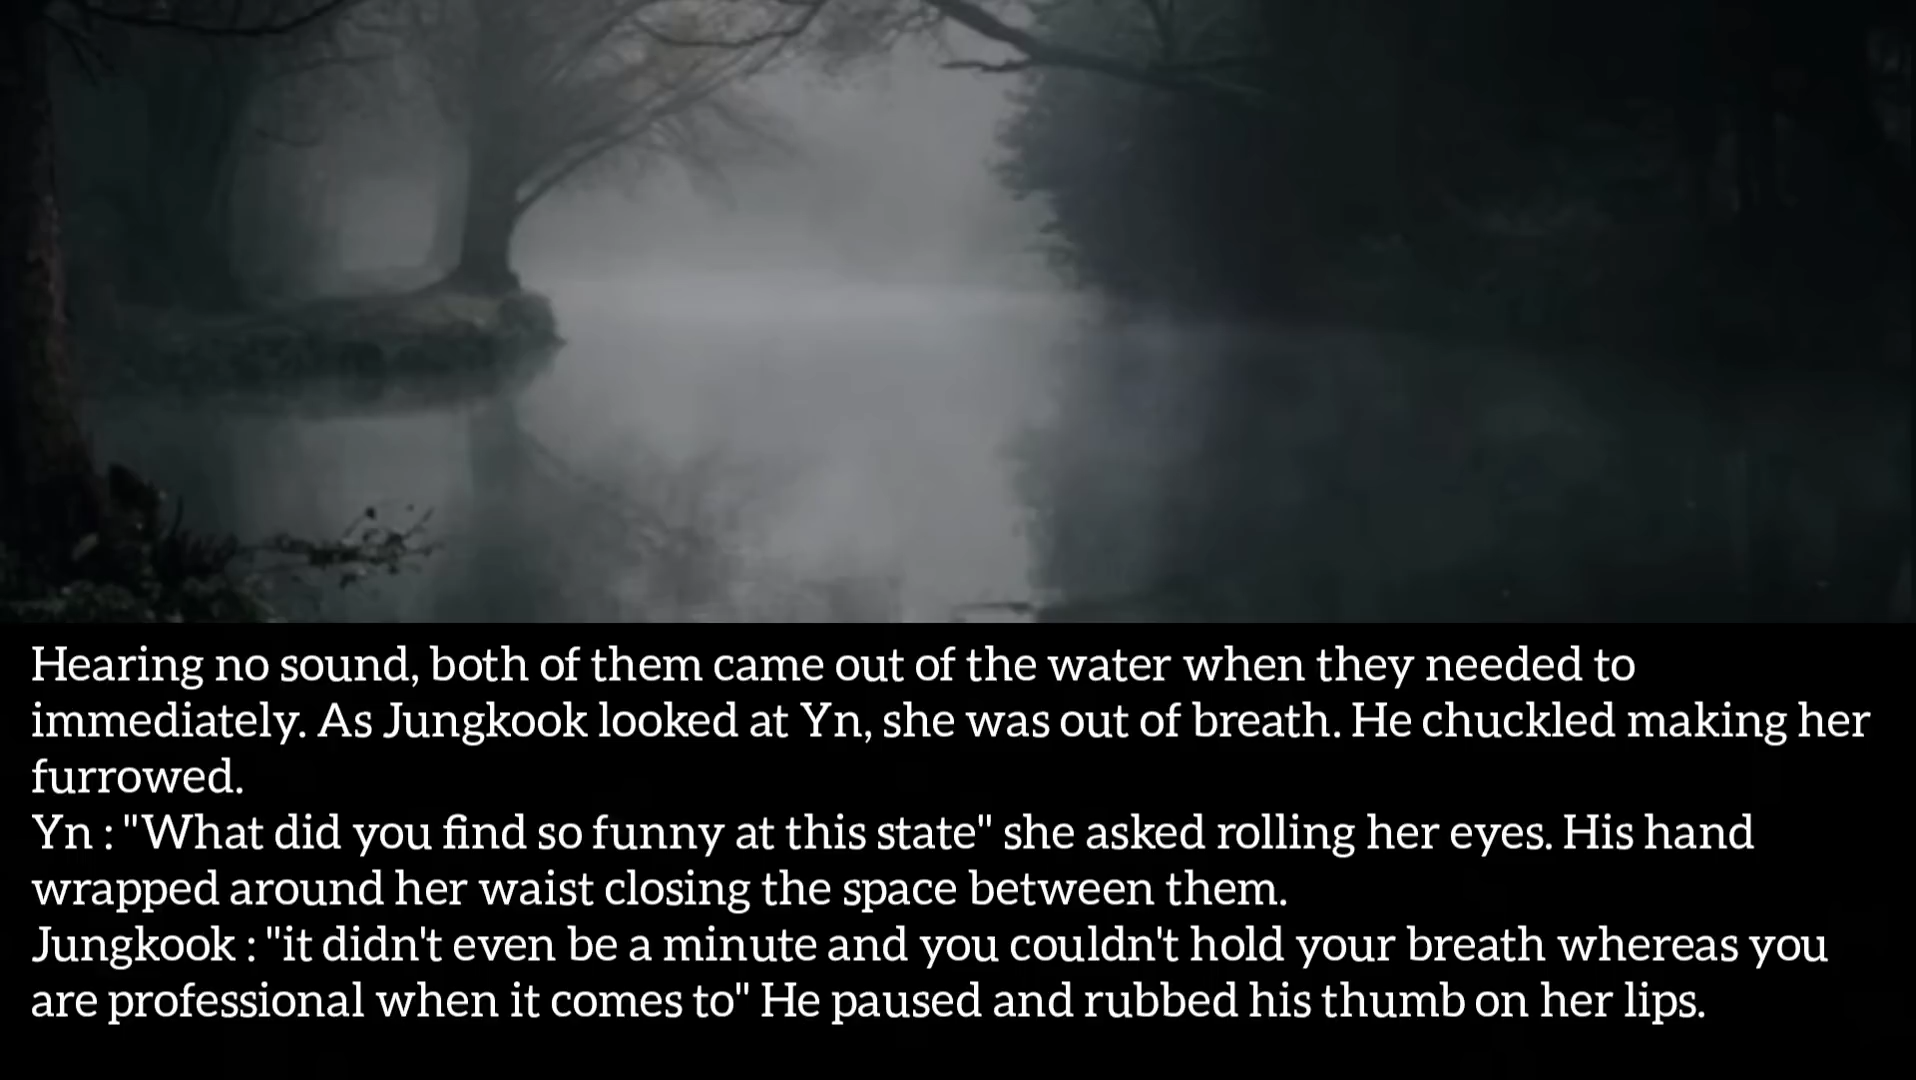 Hearing no sound, both of them came out of the water when they needed to
immediately. As Jungkook looked at Yn, she was out of breath. He chuckled making her
furrowed.
Yn : "What did you find so funny at this state" she asked rolling her eyes. His hand
wrapped around her waist closing the space between them.
Jungkook : "it didn't even be a minute and you couldn't hold your breath whereas you
are professional when it comes to" He paused and rubbed his thumb on her lips.